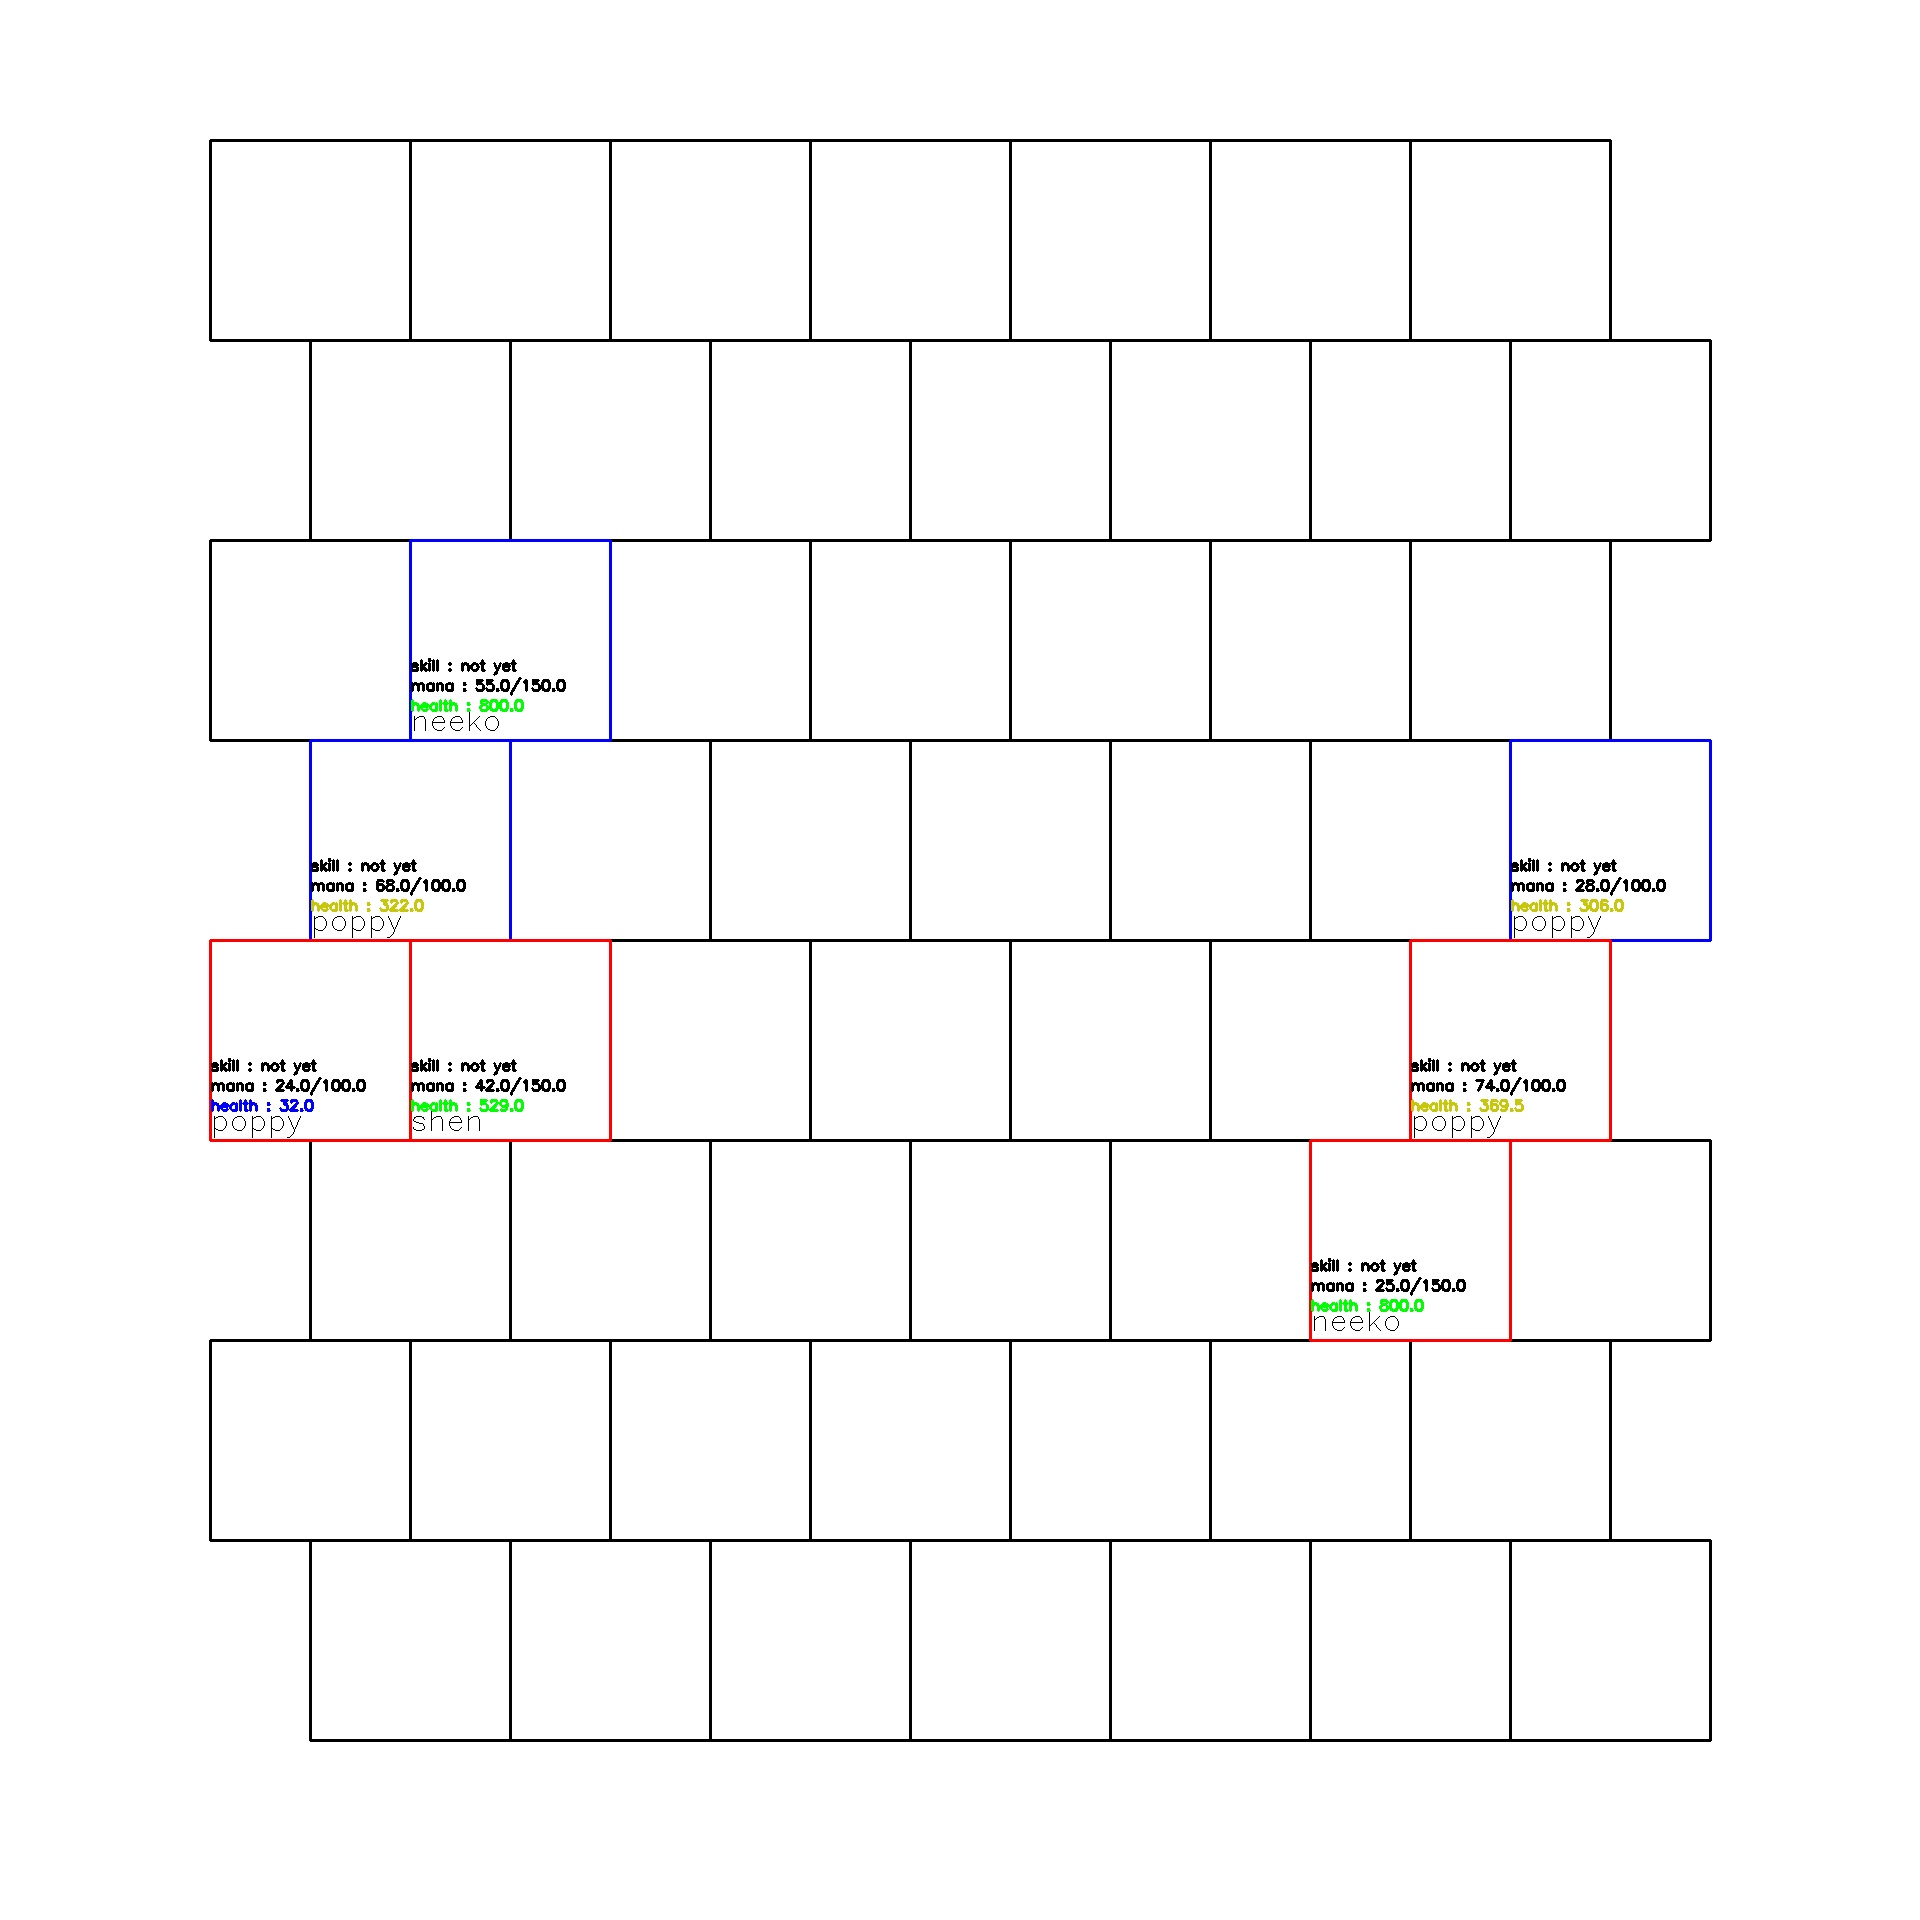 skill : not yet
mana : 55.0/150.0
health : 800.0
neeko
skill : not yet
mana : 68.0/100.0
health : 322.0
poppy
skill : not yet
mana : 28.0/100.0
health : 306.0
poppy
skill : not yet
mana : 24.0/100.0
health : 32.0
poppy
skill : not yet
mana : 42.0/150.0
health : 529.0
shen
skill : not yet
mana : 74.0/100.0
health : 369.5
poppy
skill : not yet
mana : 25.0/150.0
health : 800.0
neeko